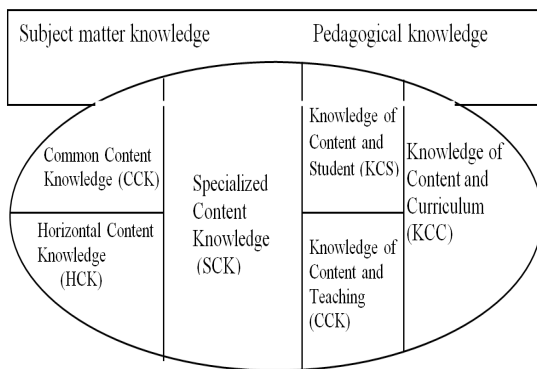 Subject matter knowledge
Pedagogical knowledge
Common Content
Knowledge (CCK)
Horizontal Content
Knowledge
(HCK)
Specialized
Content
Knowledge
(SCK)
Knowledge of
Content and
Student (KCS)
Knowledge of
Content and
Teaching
(CCK)
Knowledge of
Content and
Curriculum
(KCC)